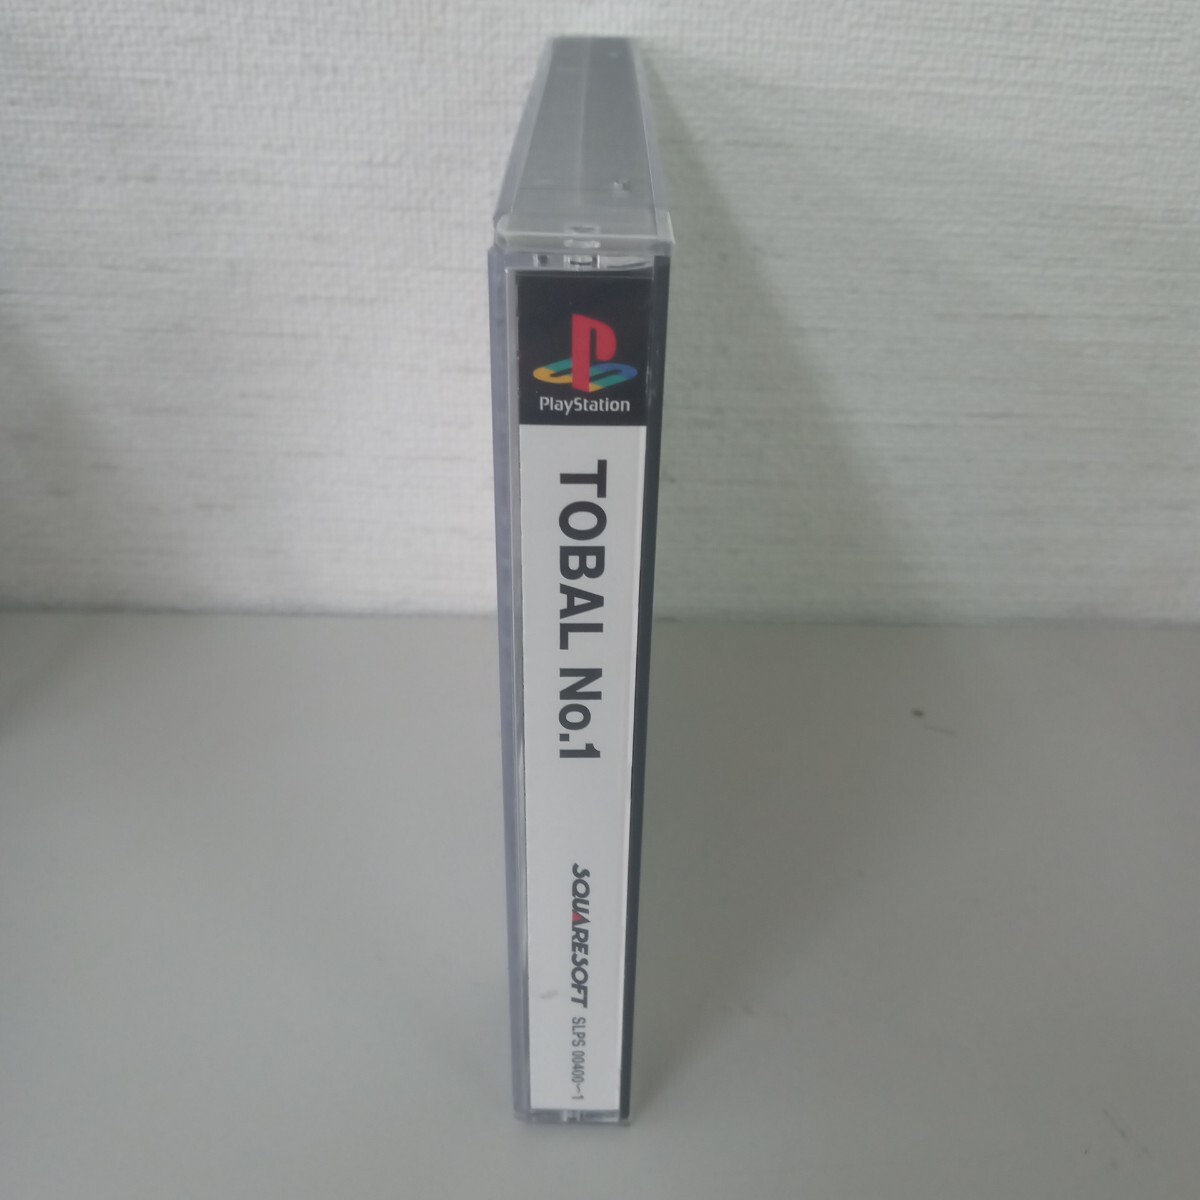 PlayStation
TOBAL No.1
SQUARESOFT
SLPS 00400-1